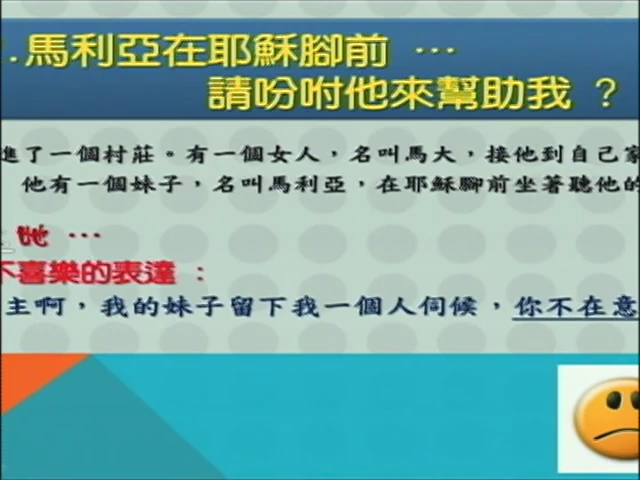 .馬利亞在耶穌腳前 …
請吩咐他來幫助我 ?
進了一個村莊。有一個女人，名叫馬大，接他到自己家
他有一個妹子，名叫馬利亞，在耶穌腳前坐著聽他的
她 …
不喜樂的表達：
主啊，我的妹子留下我一個人伺候，你不在意